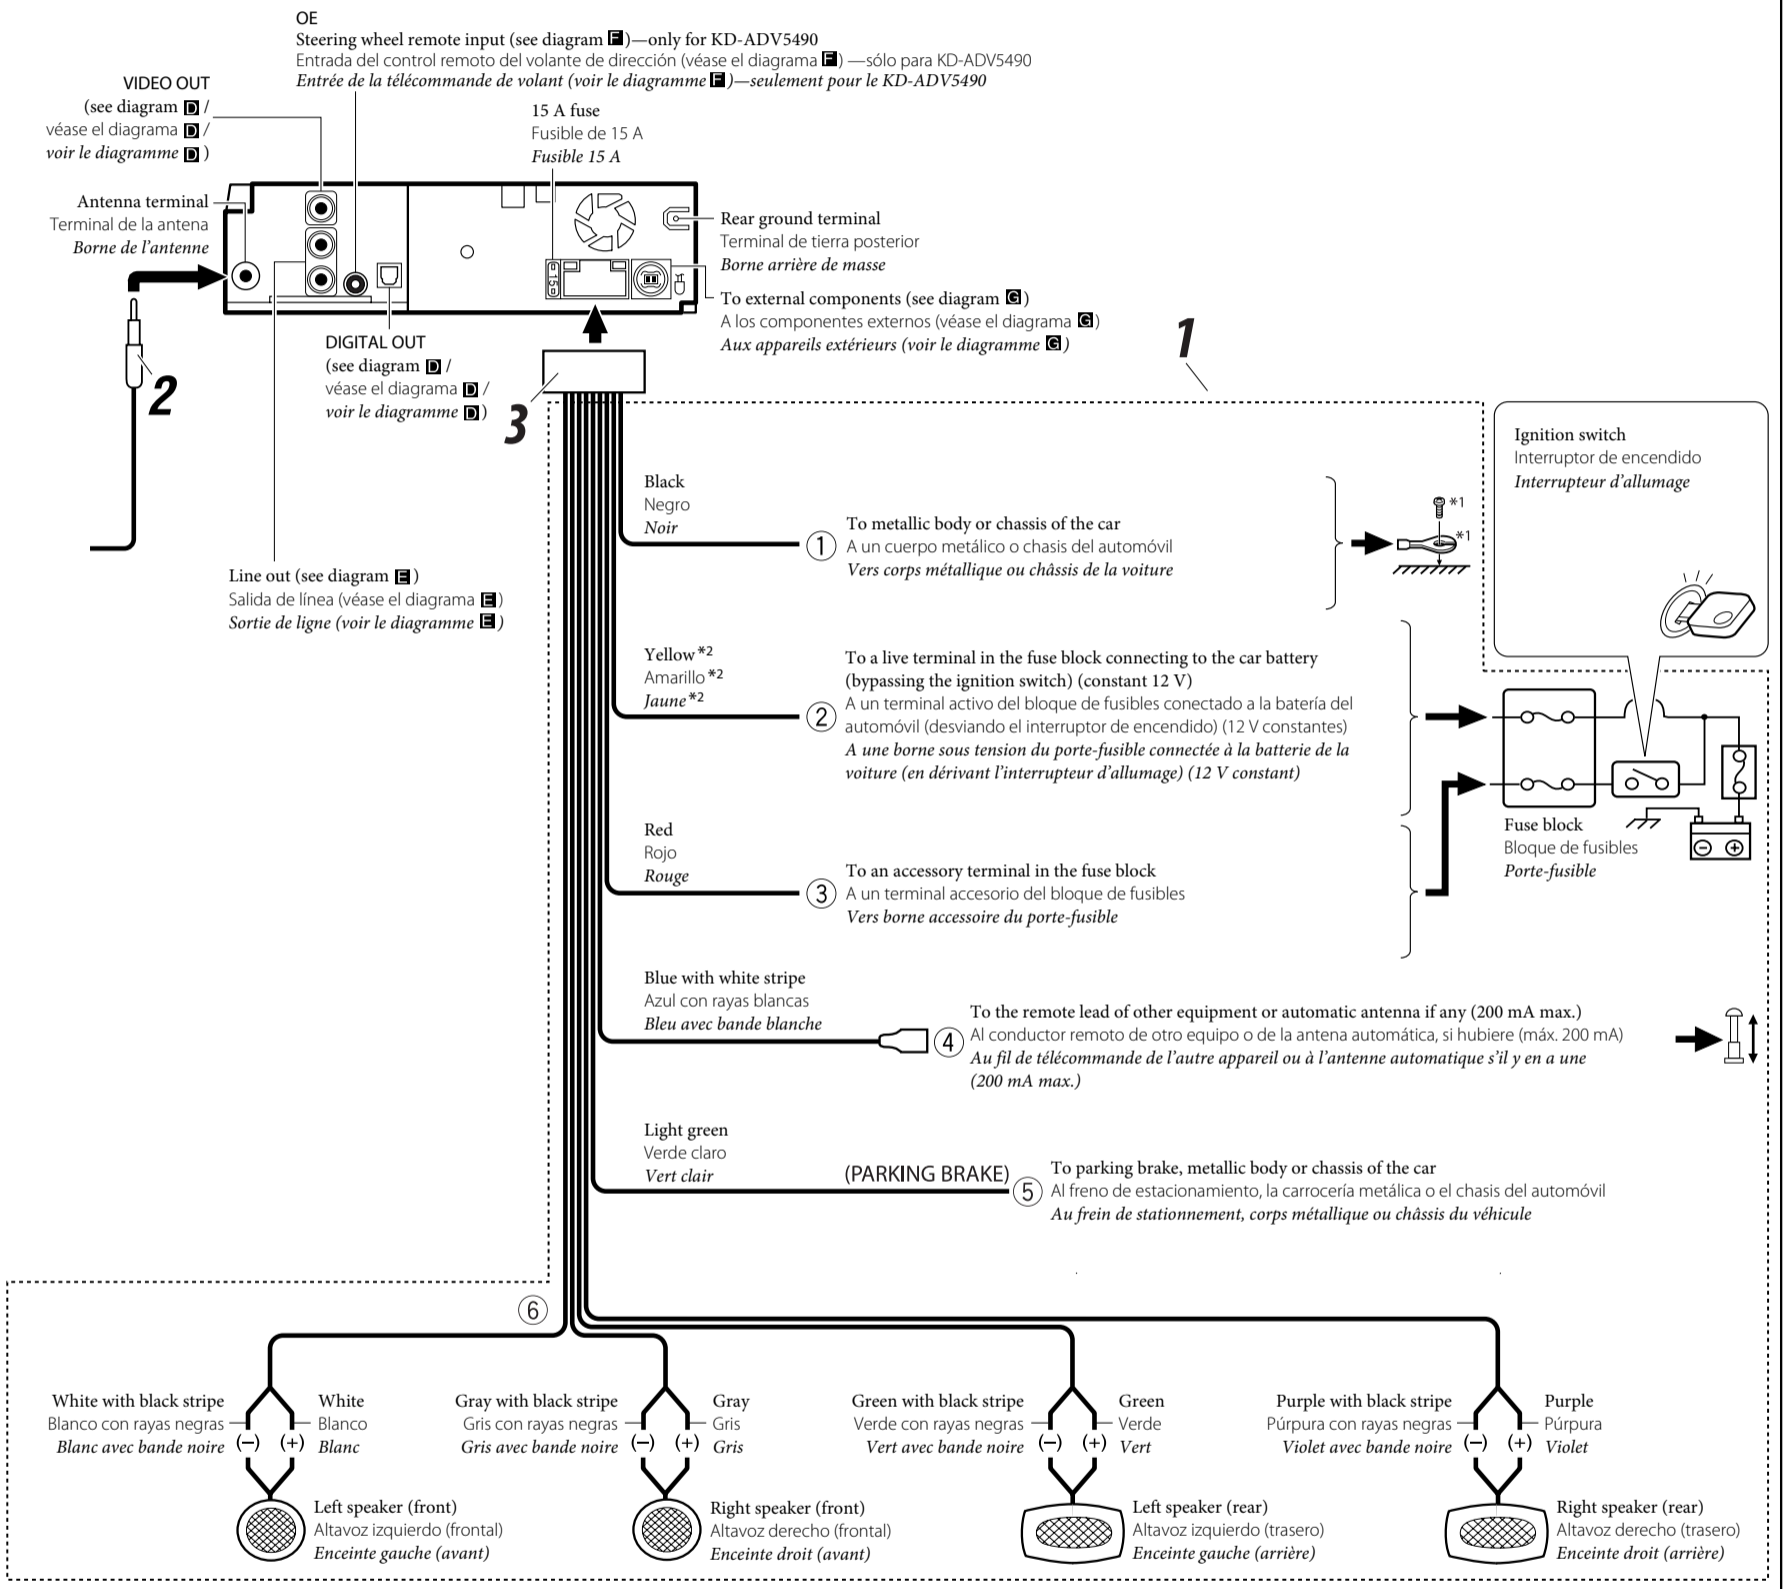 OE
Steering wheel remote input (see diagram F)—only for KD-ADV5490
Entrada del control remoto del volante de dirección (véase el diagrama F) —sólo para KD-ADV5490
Entrée de la télécommande de volant (voir le diagramme F)—seulement pour le KD-ADV5490
VIDEO OUT
(see diagram D /
véase el diagrama D /
voir le diagramme D )
15 A fuse
Fusible de 15 A
Fusible 15 A
Antenna terminal
Terminal de la antena
Borne de l'antenne
15
Rear ground terminal
Terminal de tierra posterior
Borne arrière de masse
To external components (see diagram G )
A los componentes externos (véase el diagrama G )
Aux appareils extérieurs (voir le diagramme G )
DIGITAL OUT
(see diagram D /
véase el diagrama D /
voir le diagramme D )
1
2
3
Line out (see diagram E )
Salida de línea (véase el diagrama E )
Sortie de ligne (voir le diagramme E )
Ignition switch
Interruptor de encendido
Interrupteur d'allumage
Black
Negro
Noir
① To metallic body or chassis of the car
A un cuerpo metálico o chasis del automóvil
Vers corps métallique ou châssis de la voiture
*1
*1
Yellow*2
Amarillo*2
Jaune*2
② To a live terminal in the fuse block connecting to the car battery
(bypassing the ignition switch) (constant 12 V)
A un terminal activo del bloque de fusibles conectado a la batería del
automóvil (desviando el interruptor de encendido) (12 V constantes)
A une borne sous tension du porte-fusible connectée à la batterie de la
voiture (en dérivant l'interrupteur d'allumage) (12 V constant)
Red
Rojo
Rouge
③ To an accessory terminal in the fuse block
A un terminal accesorio del bloque de fusibles
Vers borne accessoire du porte-fusible
Fuse block
Bloque de fusibles
Porte-fusible
Blue with white stripe
Azul con rayas blancas
Bleu avec bande blanche
④ To the remote lead of other equipment or automatic antenna if any (200 mA max.)
Al conductor remoto de otro equipo o de la antena automática, si hubiere (máx. 200 mA)
Au fil de télécommande de l'autre appareil ou à l'antenne automatique s'il y en a une
(200 mA max.)
Light green
Verde claro
Vert clair
(PARKING BRAKE)
⑤ To parking brake, metallic body or chassis of the car
Al freno de estacionamiento, la carrocería metálica o el chasis del automóvil
Au frein de stationnement, corps métallique ou châssis du véhicule
⑥
White with black stripe
Blanco con rayas negras
Blanc avec bande noire
(−) (+)
White
Blanco
Blanc
Left speaker (front)
Altavoz izquierdo (frontal)
Enceinte gauche (avant)
Gray with black stripe
Gris con rayas negras
Gris avec bande noire
(−) (+)
Gray
Gris
Gris
Right speaker (front)
Altavoz derecho (frontal)
Enceinte droit (avant)
Green with black stripe
Verde con rayas negras
Vert avec bande noire
(−) (+)
Green
Verde
Vert
Left speaker (rear)
Altavoz izquierdo (trasero)
Enceinte gauche (arrière)
Purple with black stripe
Púrpura con rayas negras
Violet avec bande noire
(−) (+)
Purple
Púrpura
Violet
Right speaker (rear)
Altavoz derecho (trasero)
Enceinte droit (arrière)